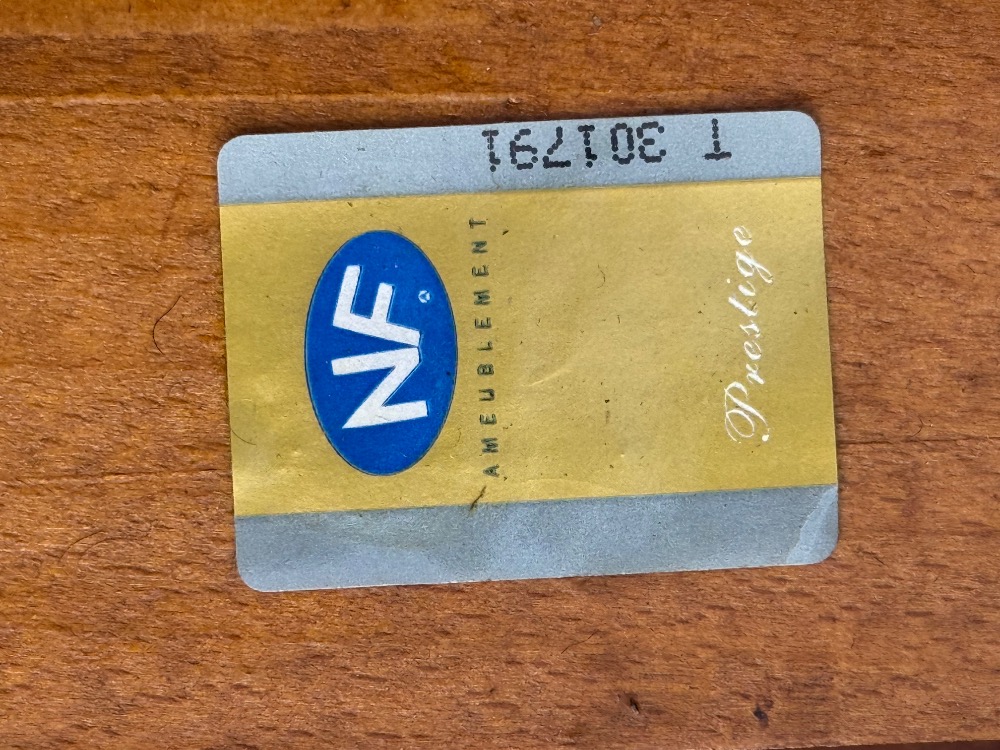 NF
AMEUBLEMENT
Prestige
T 301791